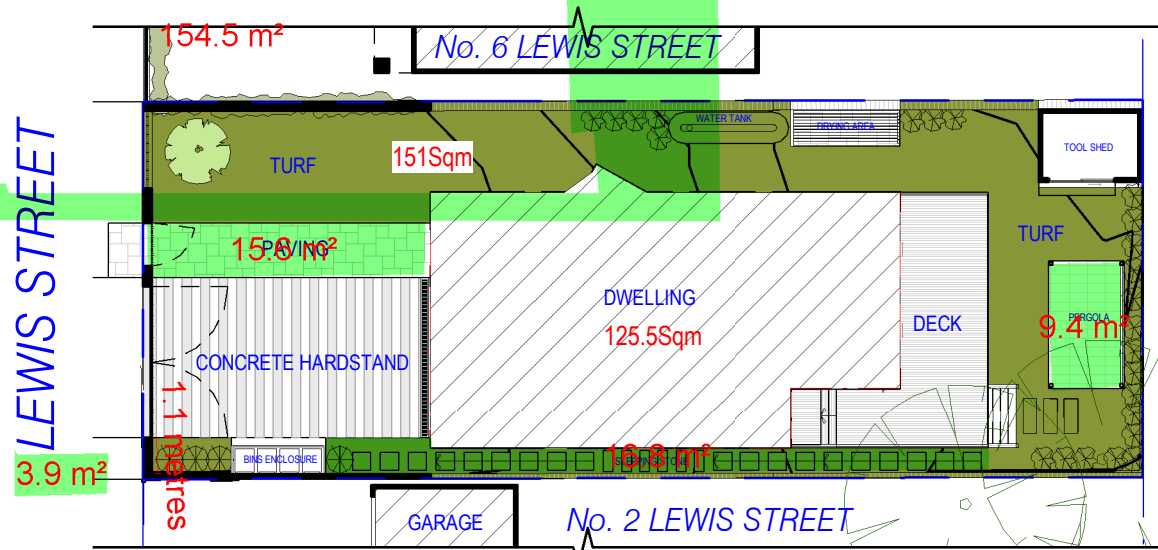 154.5 m²
No. 6 LEWIS STREET
WATER TANK
DRYING AREA
TOOL SHED
TURF
151Sqm
LEWIS STREET
PAVING
15.6 m²
TURF
DWELLING
125.5Sqm
DECK
PERGOLA
9.4 m²
CONCRETE HARDSTAND
1.1 metres
BINS ENCLOSURE
16.8 m²
3.9 m²
GARAGE
No. 2 LEWIS STREET